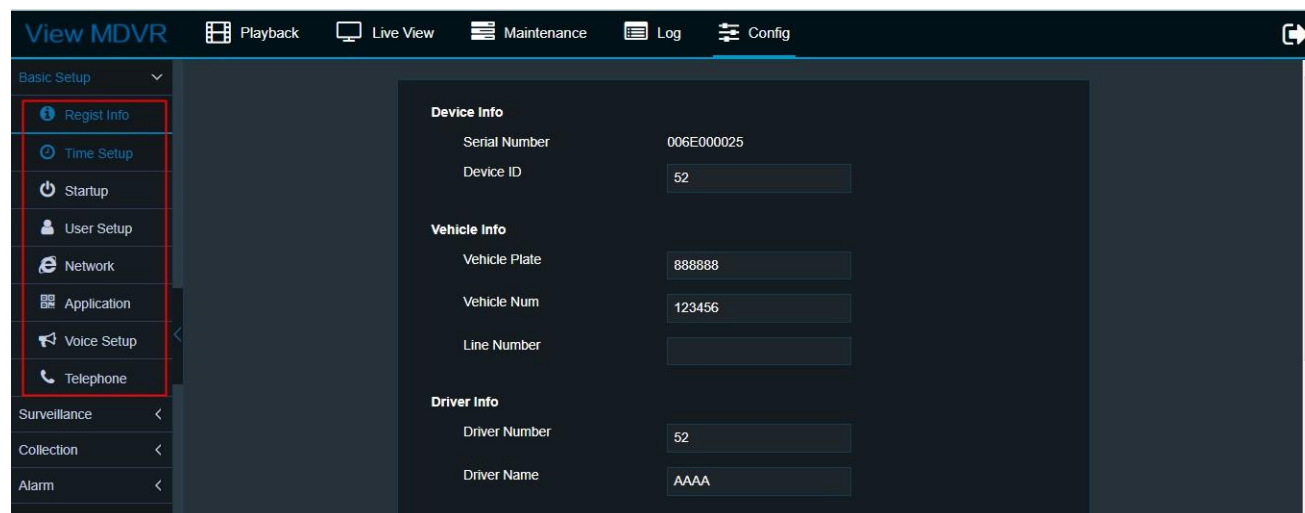 View MDVR
Playback
Live View
Maintenance
Log
Config
Basic Setup
Regist Info
Time Setup
Startup
User Setup
Network
Application
Voice Setup
Telephone
Surveillance
Collection
Alarm
Device Info
Serial Number 006E000025
Device ID 52
Vehicle Info
Vehicle Plate 888888
Vehicle Num 123456
Line Number
Driver Info
Driver Number 52
Driver Name AAAA